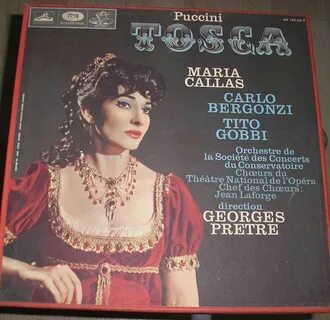 Puccini
TOSCA
MARIA
CALLAS
CARLO
BERGONZI
TITO
GOBBI
Orchestre de
la Société des Concerts
du Conservatoire
Chœurs du
Théâtre National de l'Opéra
Chef des Chœurs:
Jean Laforge
direction
GEORGES
PRETRE